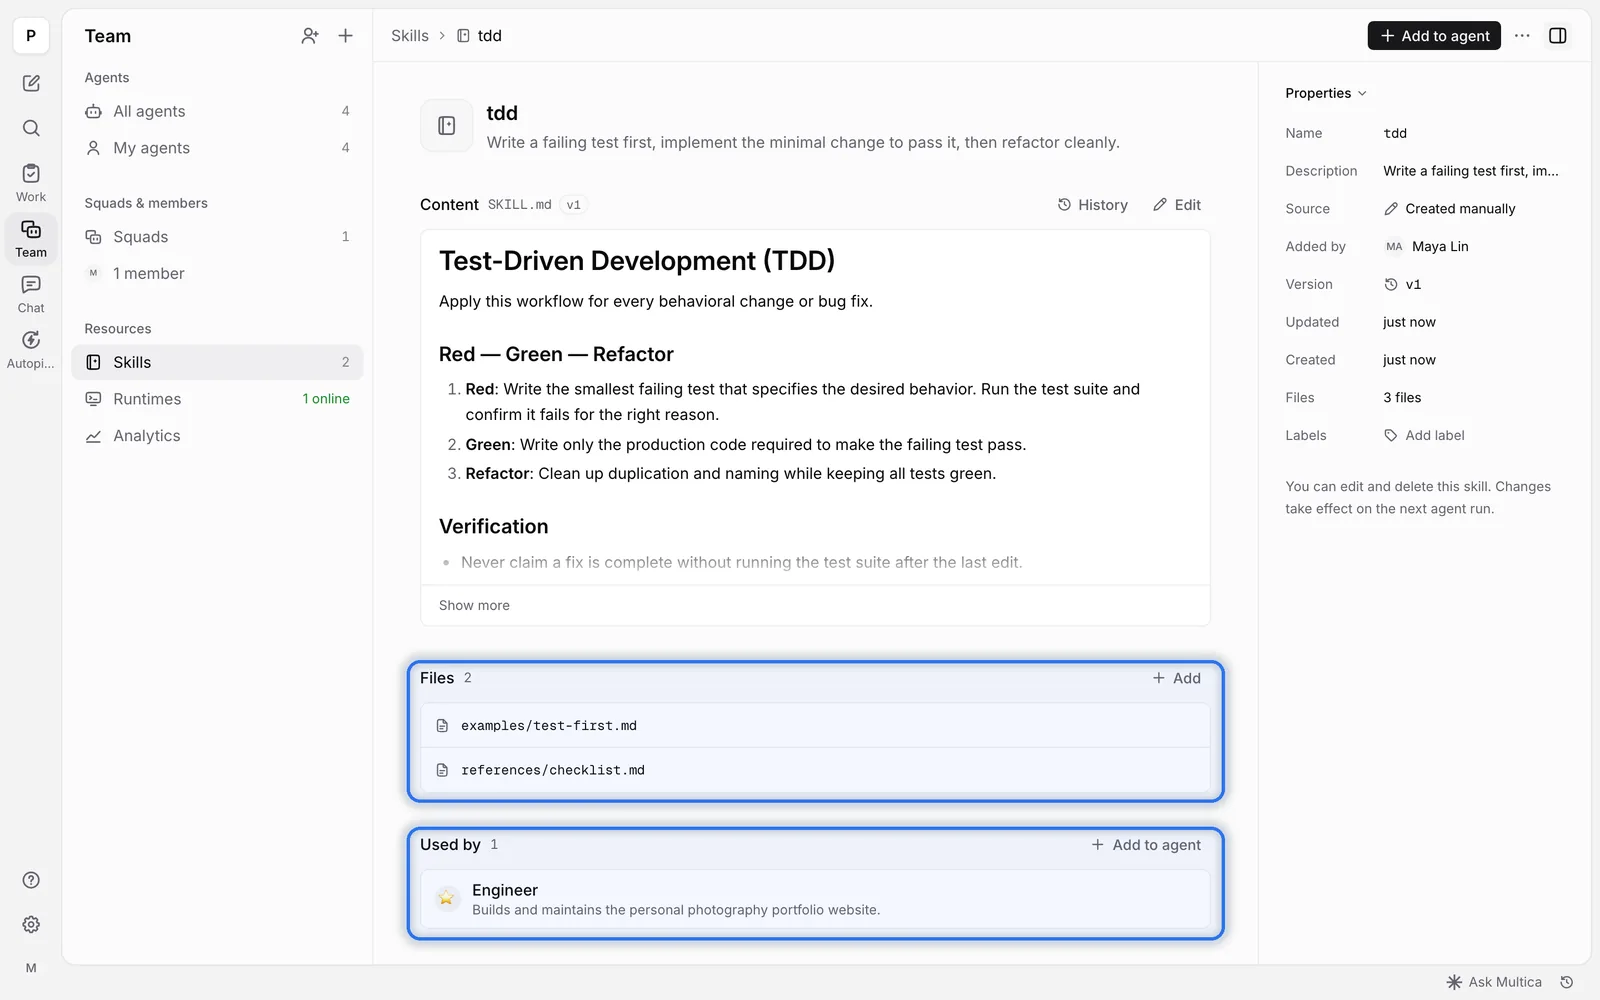 P
Work
Team
Chat
Autopi...
M
Team
Agents
All agents 4
My agents 4
Squads & members
Squads 1
M 1 member
Resources
Skills 2
Runtimes 1 online
Analytics
Skills > tdd
+ Add to agent ...
tdd
Write a failing test first, implement the minimal change to pass it, then refactor cleanly.
Content SKILL.md v1 History Edit
Test-Driven Development (TDD)
Apply this workflow for every behavioral change or bug fix.
Red — Green — Refactor
1. Red: Write the smallest failing test that specifies the desired behavior. Run the test suite and
confirm it fails for the right reason.
2. Green: Write only the production code required to make the failing test pass.
3. Refactor: Clean up duplication and naming while keeping all tests green.
Verification
• Never claim a fix is complete without running the test suite after the last edit.
Show more
Files 2 + Add
examples/test-first.md
references/checklist.md
Used by 1 + Add to agent
Engineer
Builds and maintains the personal photography portfolio website.
Properties
Name tdd
Description Write a failing test first, im...
Source Created manually
Added by MA Maya Lin
Version v1
Updated just now
Created just now
Files 3 files
Labels Add label
You can edit and delete this skill. Changes
take effect on the next agent run.
Ask Multica